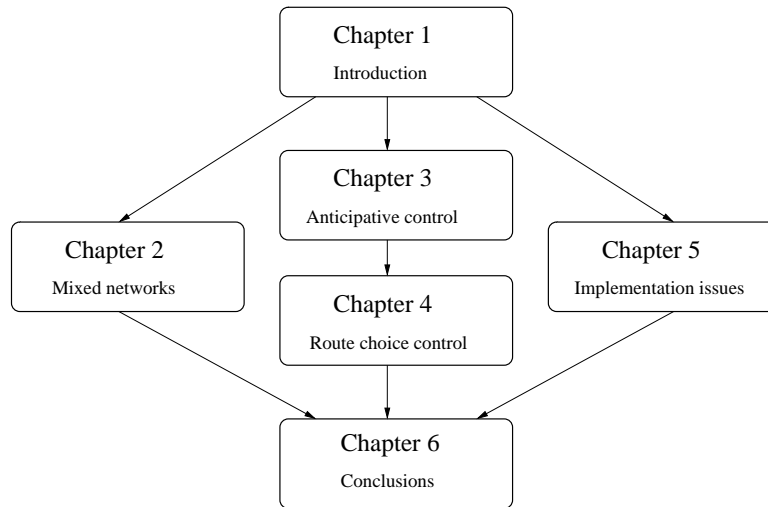 Chapter 1
Introduction
Chapter 3
Anticipative control
Chapter 2
Mixed networks
Chapter 5
Implementation issues
Chapter 4
Route choice control
Chapter 6
Conclusions